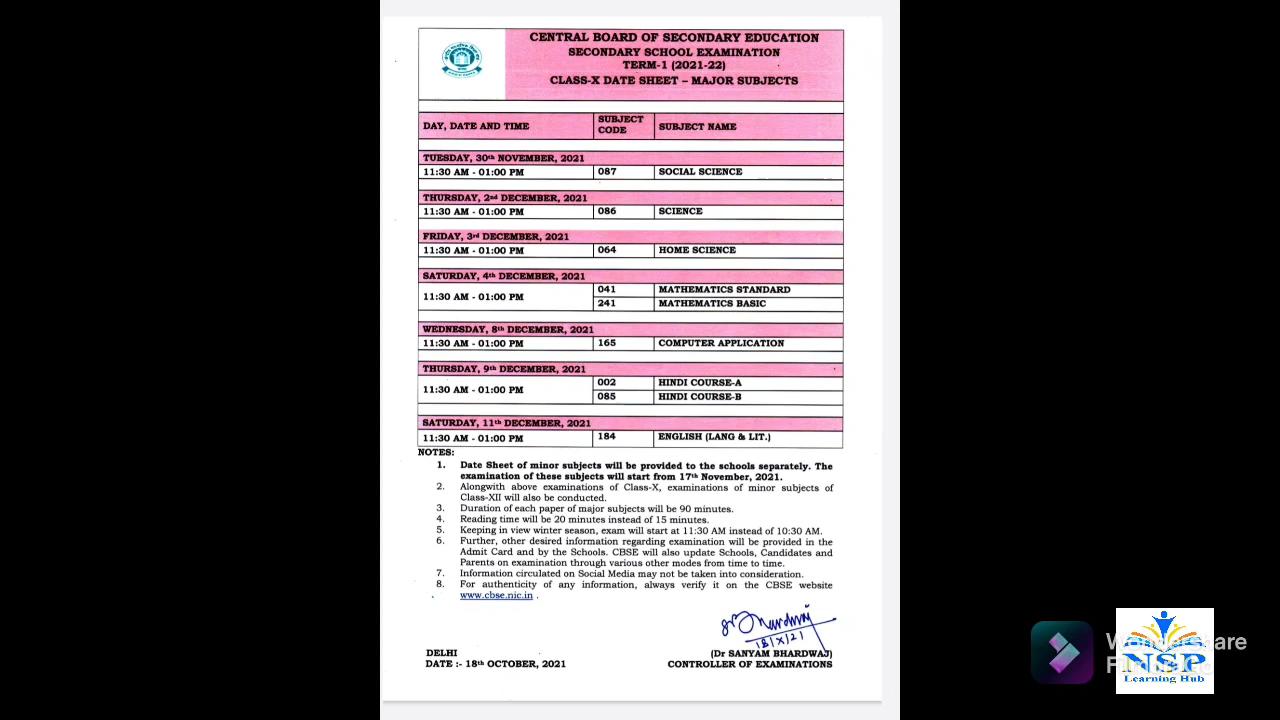 CENTRAL BOARD OF SECONDARY EDUCATION
SECONDARY SCHOOL EXAMINATION
TERM-1 (2021-22)
CLASS-X DATE SHEET – MAJOR SUBJECTS
DAY, DATE AND TIME SUBJECT CODE SUBJECT NAME
TUESDAY, 30th NOVEMBER, 2021
11:30 AM - 01:00 PM 087 SOCIAL SCIENCE
THURSDAY, 2nd DECEMBER, 2021
11:30 AM - 01:00 PM 086 SCIENCE
FRIDAY, 3rd DECEMBER, 2021
11:30 AM - 01:00 PM 064 HOME SCIENCE
SATURDAY, 4th DECEMBER, 2021
11:30 AM - 01:00 PM 041 MATHEMATICS STANDARD
241 MATHEMATICS BASIC
WEDNESDAY, 8th DECEMBER, 2021
11:30 AM - 01:00 PM 165 COMPUTER APPLICATION
THURSDAY, 9th DECEMBER, 2021
11:30 AM - 01:00 PM 002 HINDI COURSE-A
085 HINDI COURSE-B
SATURDAY, 11th DECEMBER, 2021
11:30 AM - 01:00 PM 184 ENGLISH (LANG & LIT.)
NOTES:
1. Date Sheet of minor subjects will be provided to the schools separately. The
examination of these subjects will start from 17th November, 2021.
2. Alongwith above examinations of Class-X, examinations of minor subjects of
Class-XII will also be conducted.
3. Duration of each paper of major subjects will be 90 minutes.
4. Reading time will be 20 minutes instead of 15 minutes.
5. Keeping in view winter season, exam will start at 11:30 AM instead of 10:30 AM.
6. Further, other desired information regarding examination will be provided in the
Admit Card and by the Schools. CBSE will also update Schools, Candidates and
Parents on examination through various other modes from time to time.
7. Information circulated on Social Media may not be taken into consideration.
8. For authenticity of any information, always verify it on the CBSE website
www.cbse.nic.in .
18/X/21
DELHI (Dr SANYAM BHARDWAJ)
DATE :- 18th OCTOBER, 2021 CONTROLLER OF EXAMINATIONS
Wondershare
NSP
Learning Hub